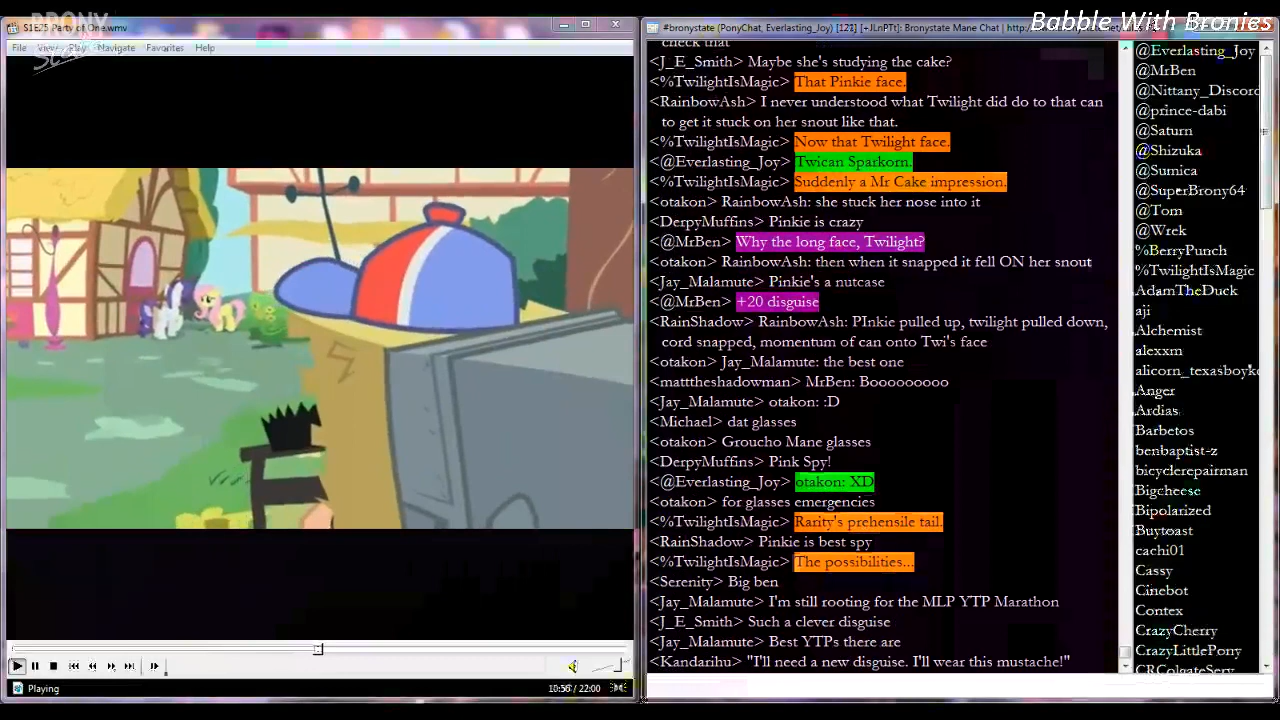 BRONY
State
Babble With Bronies
S1E25 Party of One.wmv
File View Play Navigate Favorites Help
Playing
10:56 / 22:00
#bronystate (PonyChat, Everlasting_Joy) [121] [+JLnPTt]: Bronystate Mane Chat | http:/
check that
<J_E_Smith> Maybe she's studying the cake?
<%TwilightIsMagic> That Pinkie face.
<RainbowAsh> I never understood what Twilight did do to that can
to get it stuck on her snout like that.
<%TwilightIsMagic> Now that Twilight face.
<@Everlasting_Joy> Twican Sparkorn.
<%TwilightIsMagic> Suddenly a Mr Cake impression.
<otakon> RainbowAsh: she stuck her nose into it
<DerpyMuffins> Pinkie is crazy
<@MrBen> Why the long face, Twilight?
<otakon> RainbowAsh: then when it snapped it fell ON her snout
<Jay_Malamute> Pinkie's a nutcase
<@MrBen> +20 disguise
<RainShadow> RainbowAsh: PInkie pulled up, twilight pulled down,
cord snapped, momentum of can onto Twi's face
<otakon> Jay_Malamute: the best one
<matttheshadowman> MrBen: Booooooooo
<Jay_Malamute> otakon: :D
<Michael> dat glasses
<otakon> Groucho Mane glasses
<DerpyMuffins> Pink Spy!
<@Everlasting_Joy> otakon: XD
<otakon> for glasses emergencies
<%TwilightIsMagic> Rarity's prehensile tail.
<RainShadow> Pinkie is best spy
<%TwilightIsMagic> The possibilities...
<Serenity> Big ben
<Jay_Malamute> I'm still rooting for the MLP YTP Marathon
<J_E_Smith> Such a clever disguise
<Jay_Malamute> Best YTPs there are
<Kandarihu> "I'll need a new disguise. I'll wear this mustache!"
@Everlasting_Joy
@MrBen
@Nittany_Discord
@prince-dabi
@Saturn
@Shizuka
@Sumica
@SuperBrony64
@Tom
@Wrek
%BerryPunch
%TwilightIsMagic
AdamTheDuck
aji
Alchemist
alexxm
alicorn_texasboyko
Anger
Ardias
Barbetos
benbaptist-z
bicyclerepairman
Bigcheese
Bipolarized
Buytoast
cachi01
Cassy
Cinebot
Contex
CrazyCherry
CrazyLittlePony
CRColgateServ